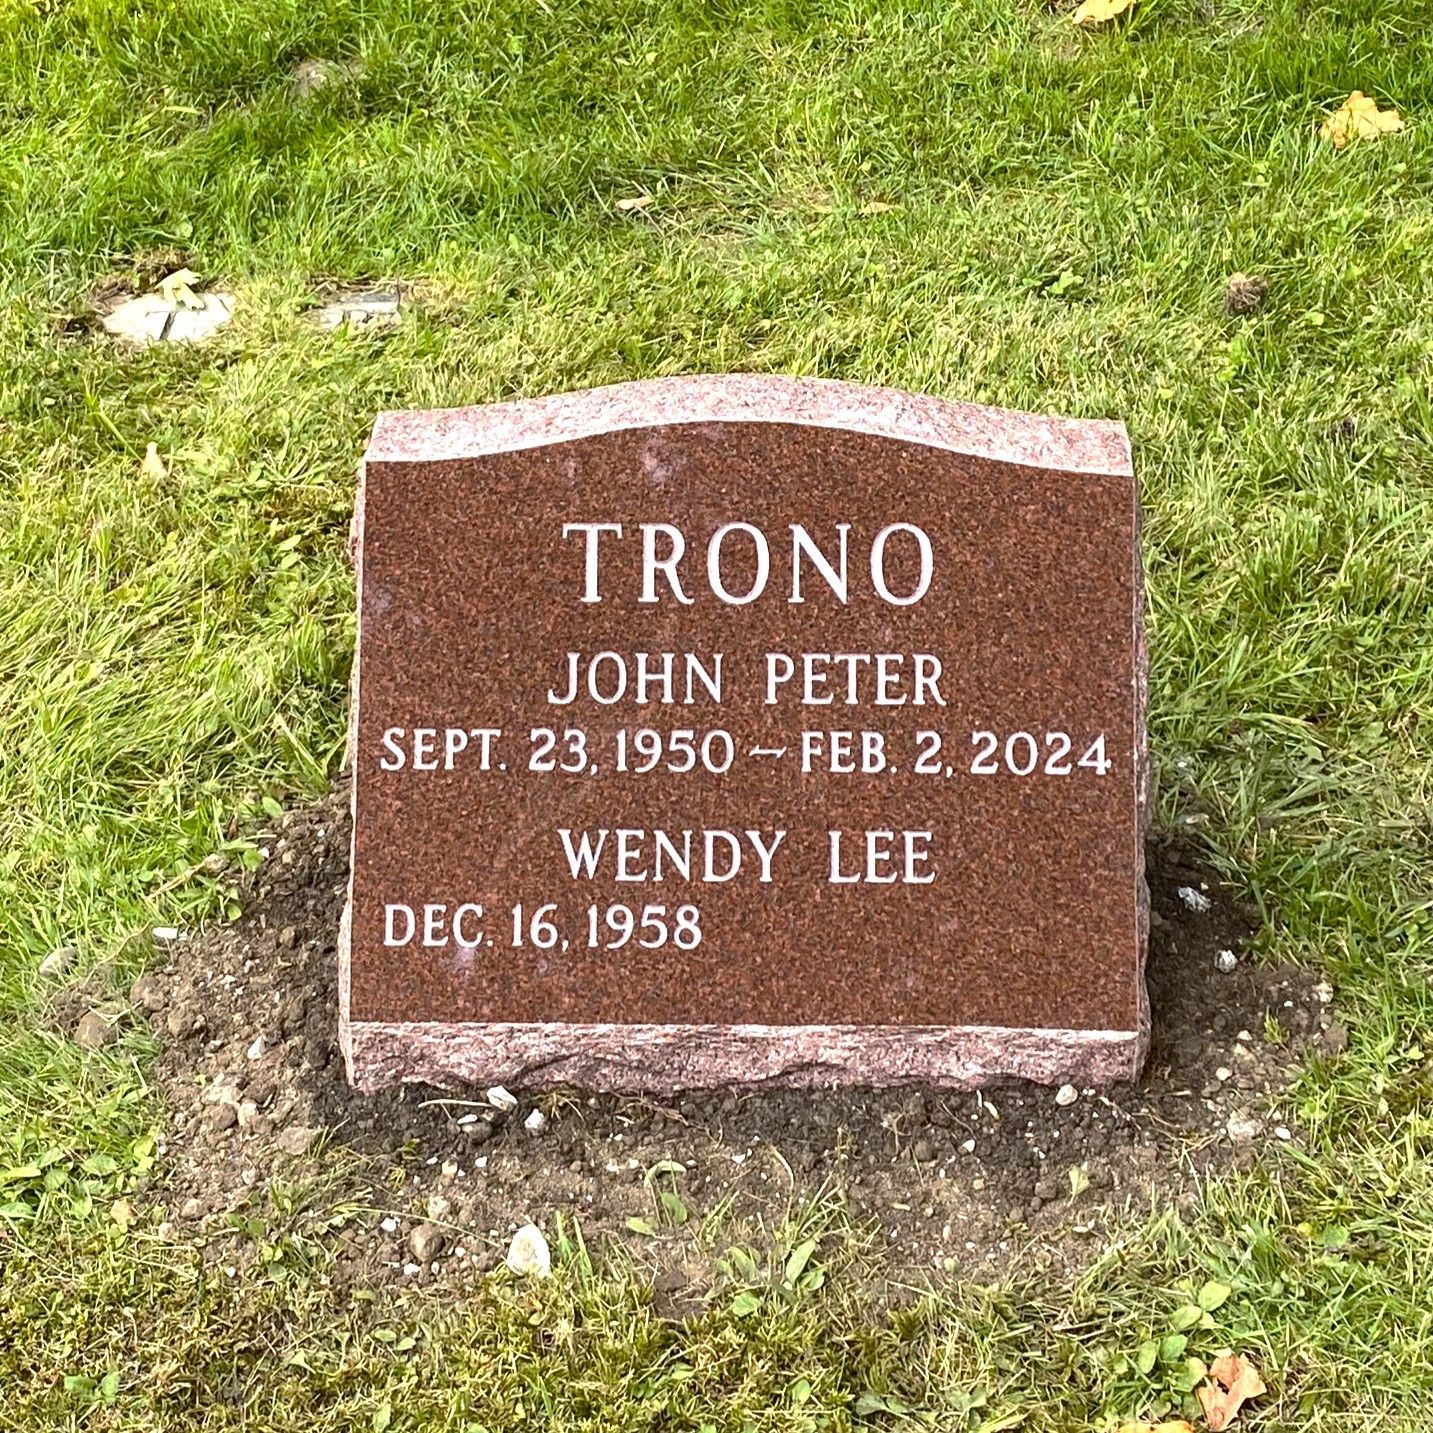 TRONO
JOHN PETER
SEPT. 23, 1950 ~ FEB. 2, 2024
WENDY LEE
DEC. 16, 1958